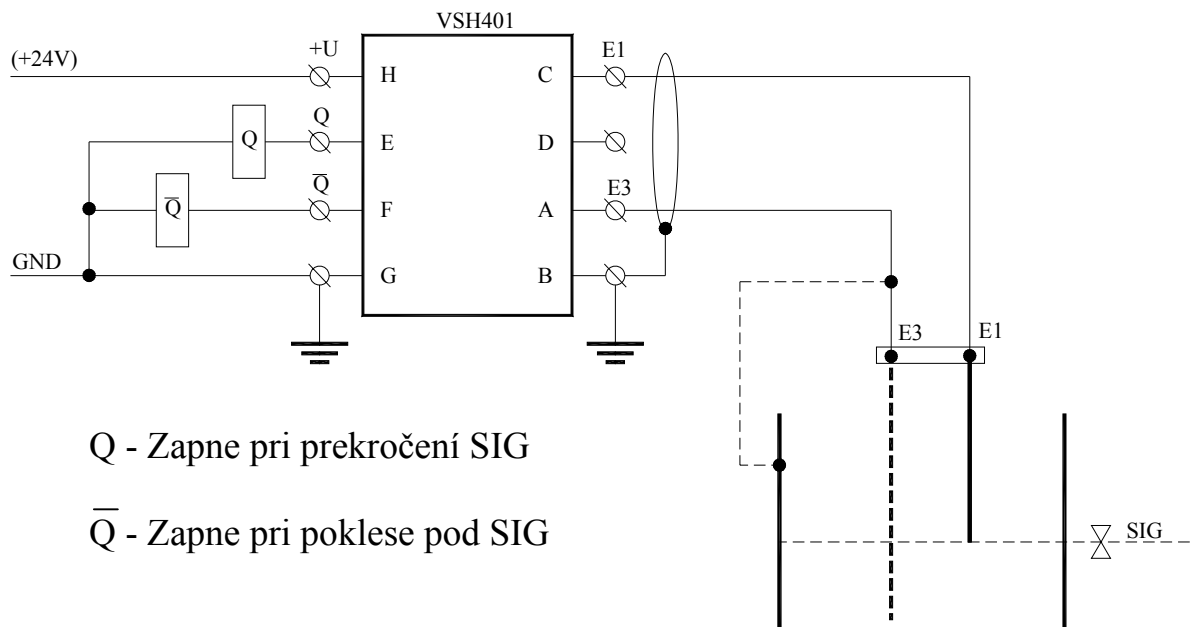 VSH401
(+24V) +U H C E1
Q Q E D
Q̅ Q̅ F A E3
GND G B
E3 E1
Q - Zapne pri prekročení SIG
Q̅ - Zapne pri poklese pod SIG
SIG